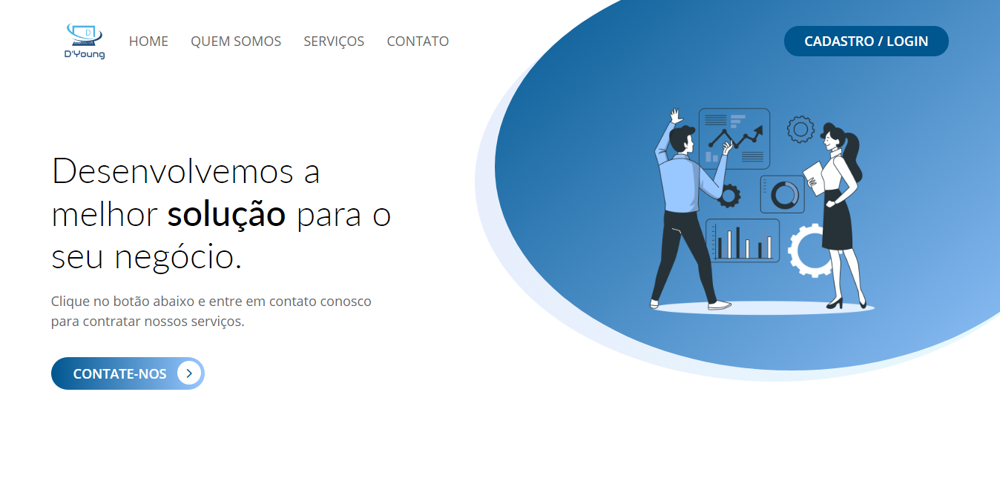 D
D'Young
HOME QUEM SOMOS SERVIÇOS CONTATO
CADASTRO / LOGIN
Desenvolvemos a
melhor solução para o
seu negócio.
Clique no botão abaixo e entre em contato conosco
para contratar nossos serviços.
CONTATE-NOS